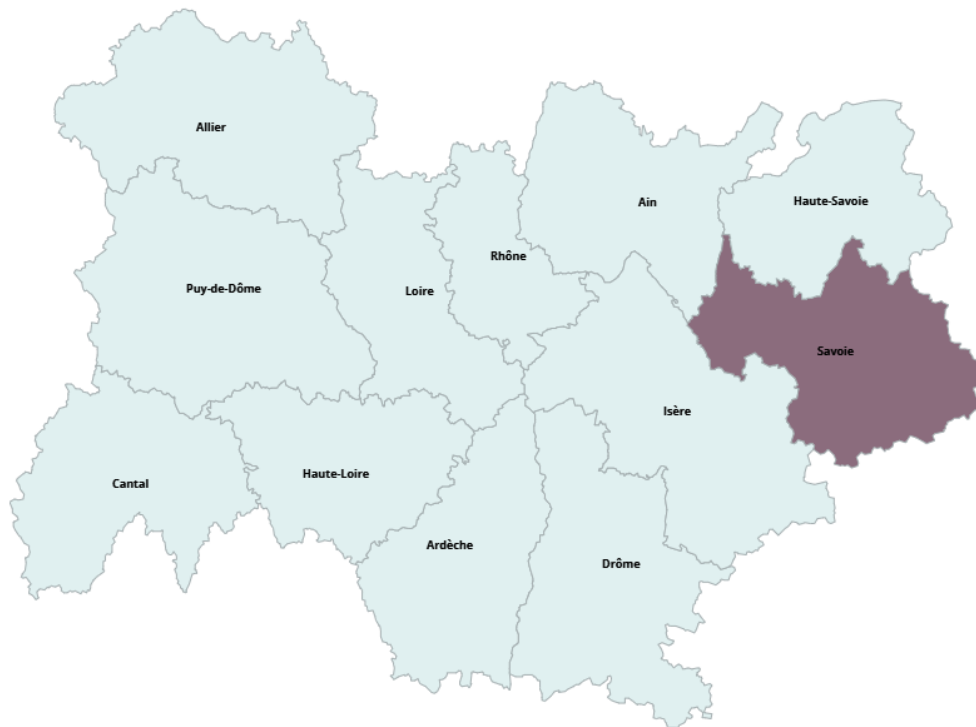 Allier
Haute-Savoie
Ain
Rhône
Puy-de-Dôme
Loire
Savoie
Isère
Haute-Loire
Cantal
Ardèche
Drôme